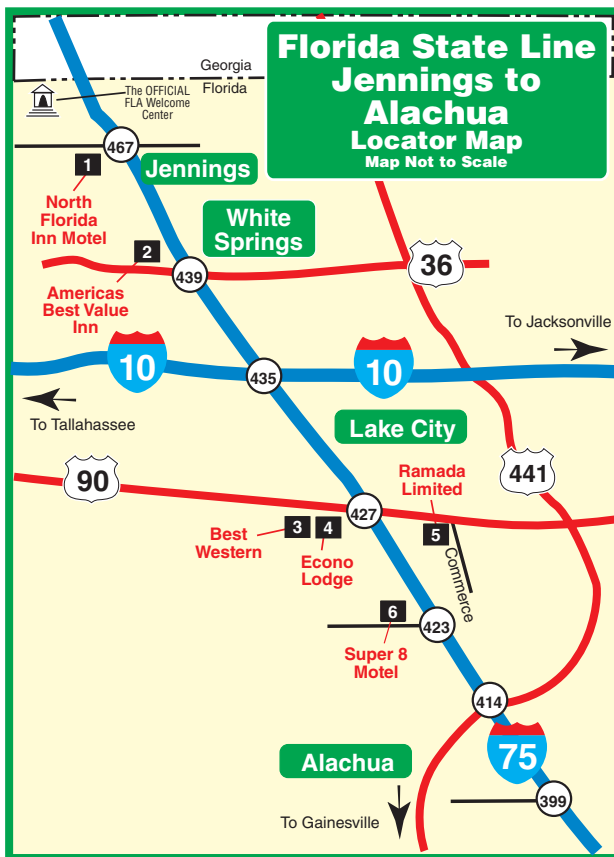 Florida State Line
Jennings to
Alachua
Locator Map
Map Not to Scale
Georgia
Florida
The OFFICIAL
FLA Welcome
Center
467
1
Jennings
North
Florida
Inn Motel
White
Springs
2
439
36
Americas
Best Value
Inn
To Jacksonville
10
435
10
To Tallahassee
Lake City
90
441
Ramada
Limited
427
Best
Western
3
4
5
Econo
Lodge
Commerce
6
423
Super 8
Motel
414
75
Alachua
399
To Gainesville